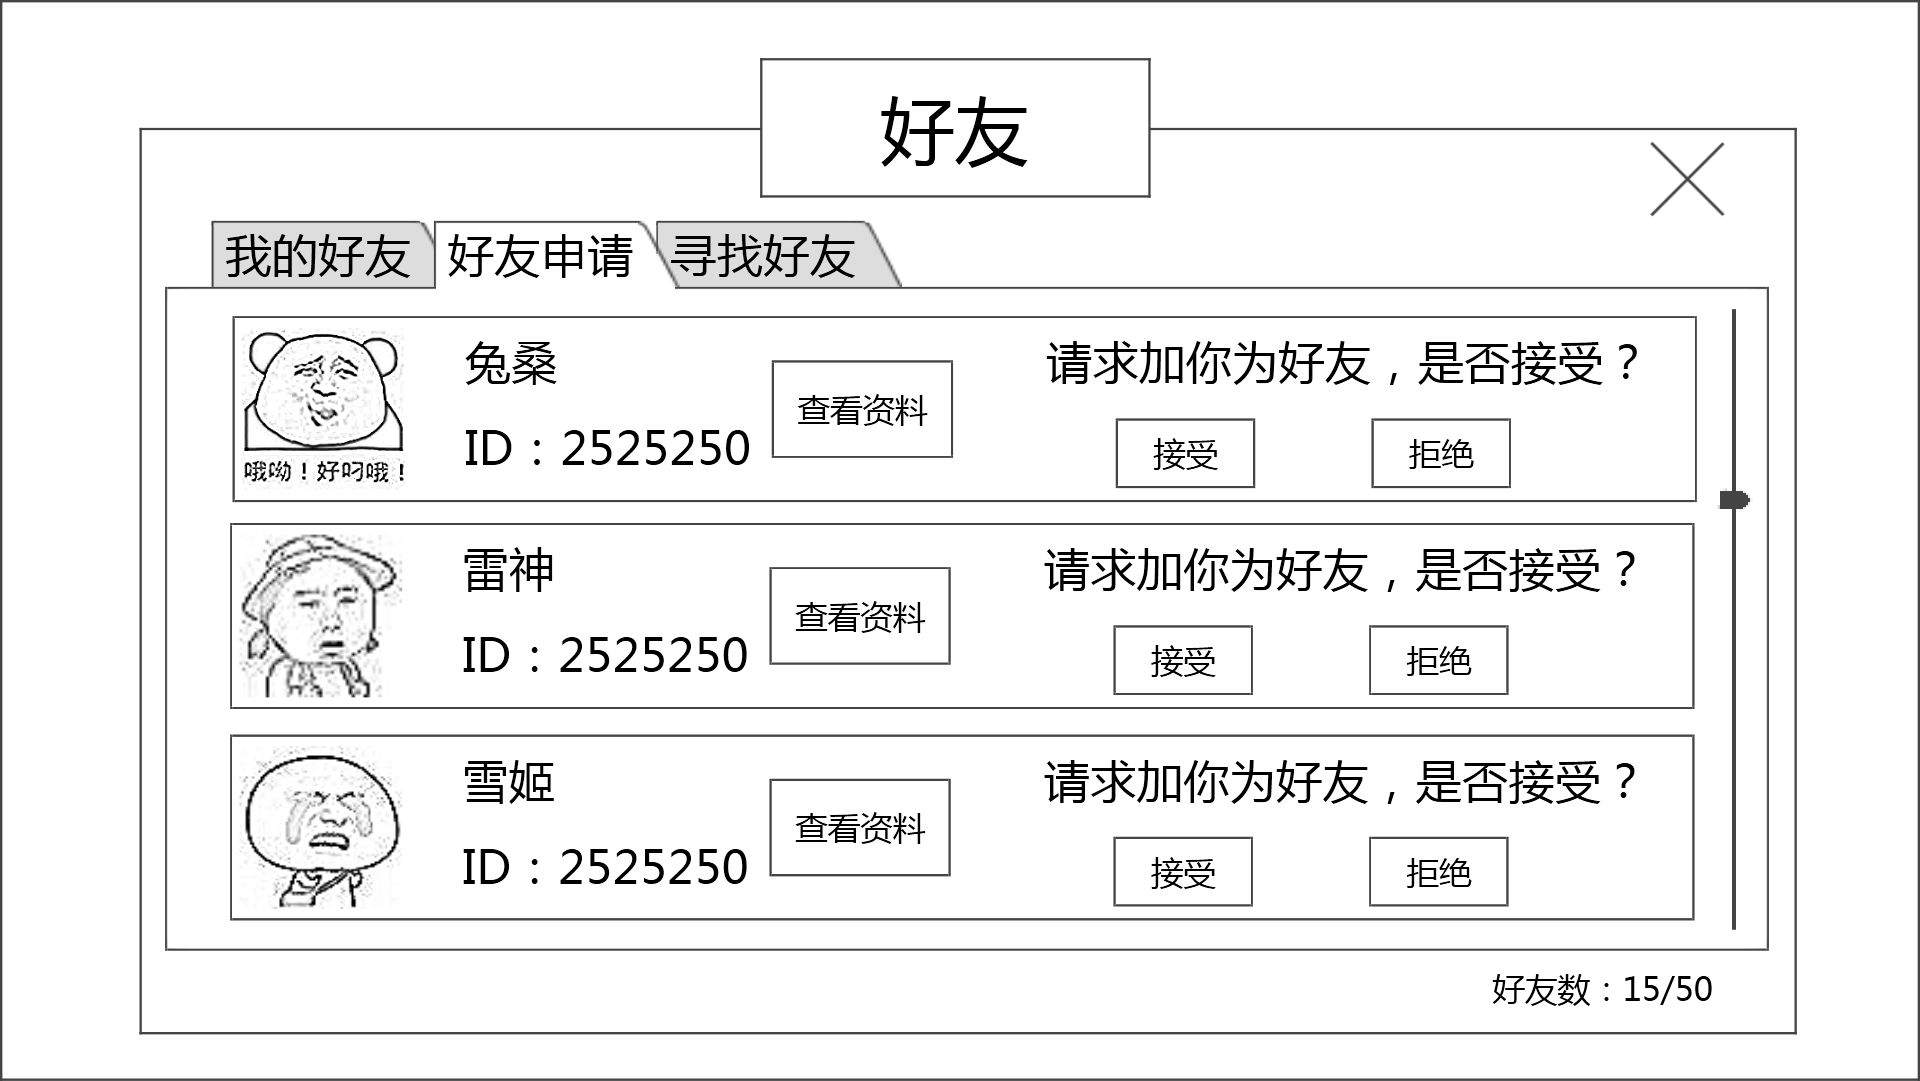 好友
我的好友 好友申请 寻找好友
兔桑
请求加你为好友，是否接受？
查看资料
ID：2525250
接受 拒绝
哦呦！好叼哦！
雷神
请求加你为好友，是否接受？
查看资料
ID：2525250
接受 拒绝
雪姬
请求加你为好友，是否接受？
查看资料
ID：2525250
接受 拒绝
好友数：15/50